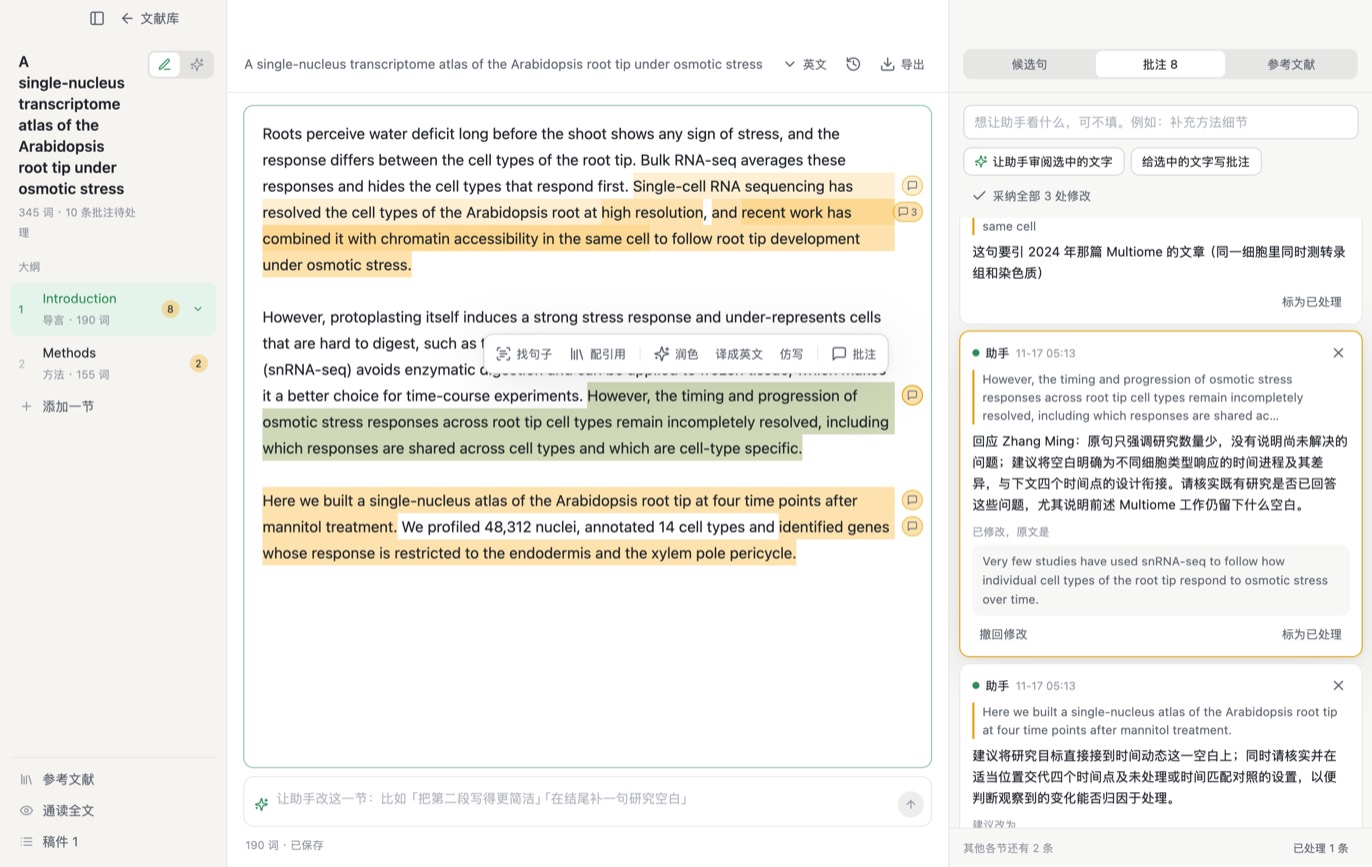 文献库
A
single-nucleus
transcriptome
atlas of the
Arabidopsis
root tip under
osmotic stress
345 词 · 10 条批注待处
理
大纲
1 Introduction 8
导言 · 190 词
2 Methods 2
方法 · 155 词
添加一节
参考文献
通读全文
稿件 1
A single-nucleus transcriptome atlas of the Arabidopsis root tip under osmotic stress
英文
导出
Roots perceive water deficit long before the shoot shows any sign of stress, and the
response differs between the cell types of the root tip. Bulk RNA-seq averages these
responses and hides the cell types that respond first. Single-cell RNA sequencing has
resolved the cell types of the Arabidopsis root at high resolution, and recent work has
3
combined it with chromatin accessibility in the same cell to follow root tip development
under osmotic stress.
However, protoplasting itself induces a strong stress response and under-represents cells
that are hard to digest, such as
找句子 配引用 润色 译成英文 仿写 批注
(snRNA-seq) avoids enzymatic digestion and can be applied to frozen tissue, which makes
it a better choice for time-course experiments. However, the timing and progression of
osmotic stress responses across root tip cell types remain incompletely resolved, including
which responses are shared across cell types and which are cell-type specific.
Here we built a single-nucleus atlas of the Arabidopsis root tip at four time points after
mannitol treatment. We profiled 48,312 nuclei, annotated 14 cell types and identified genes
whose response is restricted to the endodermis and the xylem pole pericycle.
让助手改这一节：比如「把第二段写得更简洁」「在结尾补一句研究空白」
190 词 · 已保存
候选句 批注 8 参考文献
想让助手看什么，可不填。例如：补充方法细节
让助手审阅选中的文字 给选中的文字写批注
采纳全部 3 处修改
same cell
这句要引 2024 年那篇 Multiome 的文章（同一细胞里同时测转录
组和染色质）
标为已处理
助手 11-17 05:13
However, the timing and progression of osmotic stress
responses across root tip cell types remain incompletely
resolved, including which responses are shared ac...
回应 Zhang Ming：原句只强调研究数量少，没有说明尚未解决的
问题；建议将空白明确为不同细胞类型响应的时间进程及其差
异，与下文四个时间点的设计衔接。请核实既有研究是否已回答
这些问题，尤其说明前述 Multiome 工作仍留下什么空白。
已修改，原文是
Very few studies have used snRNA-seq to follow how
individual cell types of the root tip respond to osmotic stress
over time.
撤回修改 标为已处理
助手 11-17 05:13
Here we built a single-nucleus atlas of the Arabidopsis root tip
at four time points after mannitol treatment.
建议将研究目标直接接到时间动态这一空白上；同时请核实并在
适当位置交代四个时间点及未处理或时间匹配对照的设置，以便
判断观察到的变化能否归因于处理。
建议改为
其他各节还有 2 条 已处理 1 条